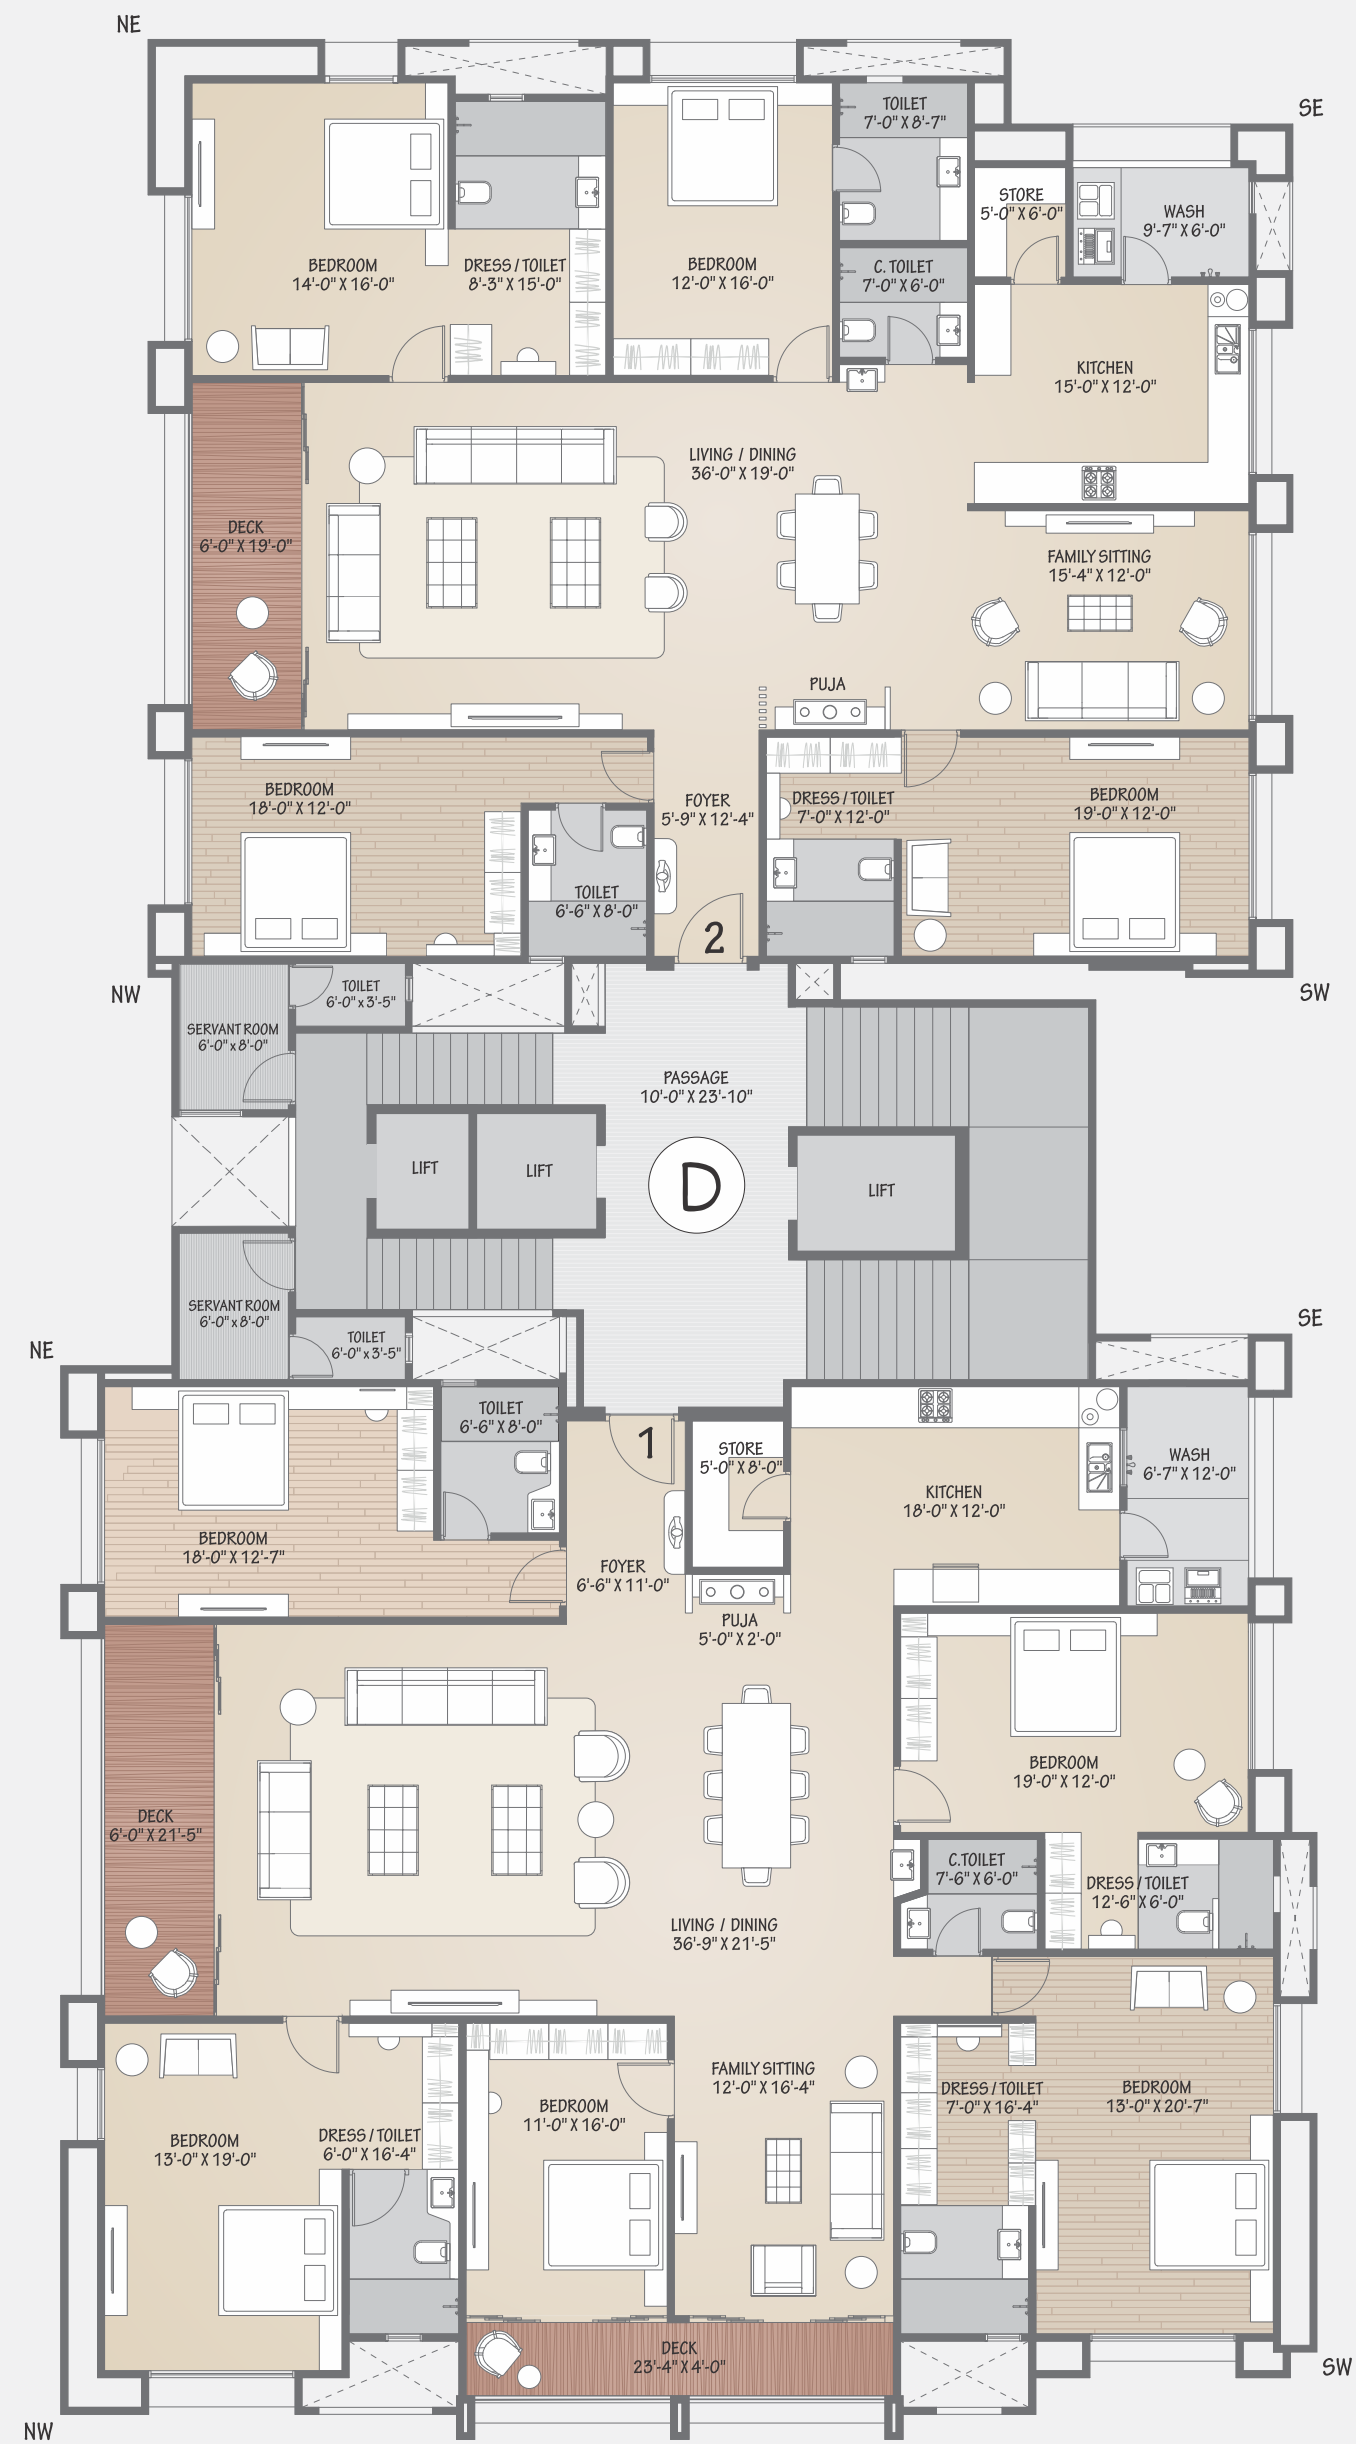 NE
SE
TOILET
7'-0" X 8'-7"
STORE
5'-0" X 6'-0"
WASH
9'-7" X 6'-0"
BEDROOM
14'-0" X 16'-0"
DRESS / TOILET
8'-3" X 15'-0"
BEDROOM
12'-0" X 16'-0"
C. TOILET
7'-0" X 6'-0"
KITCHEN
15'-0" X 12'-0"
LIVING / DINING
36'-0" X 19'-0"
DECK
6'-0" X 19'-0"
FAMILY SITTING
15'-4" X 12'-0"
PUJA
BEDROOM
18'-0" X 12'-0"
FOYER
5'-9" X 12'-4"
DRESS / TOILET
7'-0" X 12'-0"
BEDROOM
19'-0" X 12'-0"
TOILET
6'-6" X 8'-0"
2
NW
SW
TOILET
6'-0" x 3'-5"
SERVANT ROOM
6'-0" x 8'-0"
PASSAGE
10'-0" X 23'-10"
LIFT
LIFT
D
LIFT
SERVANT ROOM
6'-0" x 8'-0"
TOILET
6'-0" x 3'-5"
NE
SE
TOILET
6'-6" X 8'-0"
1
STORE
5'-0" X 8'-0"
WASH
6'-7" X 12'-0"
KITCHEN
18'-0" X 12'-0"
BEDROOM
18'-0" X 12'-7"
FOYER
6'-6" X 11'-0"
PUJA
5'-0" X 2'-0"
BEDROOM
19'-0" X 12'-0"
DECK
6'-0" X 21'-5"
C.TOILET
7'-6" X 6'-0"
DRESS / TOILET
12'-6" X 6'-0"
LIVING / DINING
36'-9" X 21'-5"
FAMILY SITTING
12'-0" X 16'-4"
DRESS / TOILET
7'-0" X 16'-4"
BEDROOM
13'-0" X 20'-7"
BEDROOM
11'-0" X 16'-0"
BEDROOM
13'-0" X 19'-0"
DRESS / TOILET
6'-0" X 16'-4"
DECK
23'-4" X 4'-0"
SW
NW